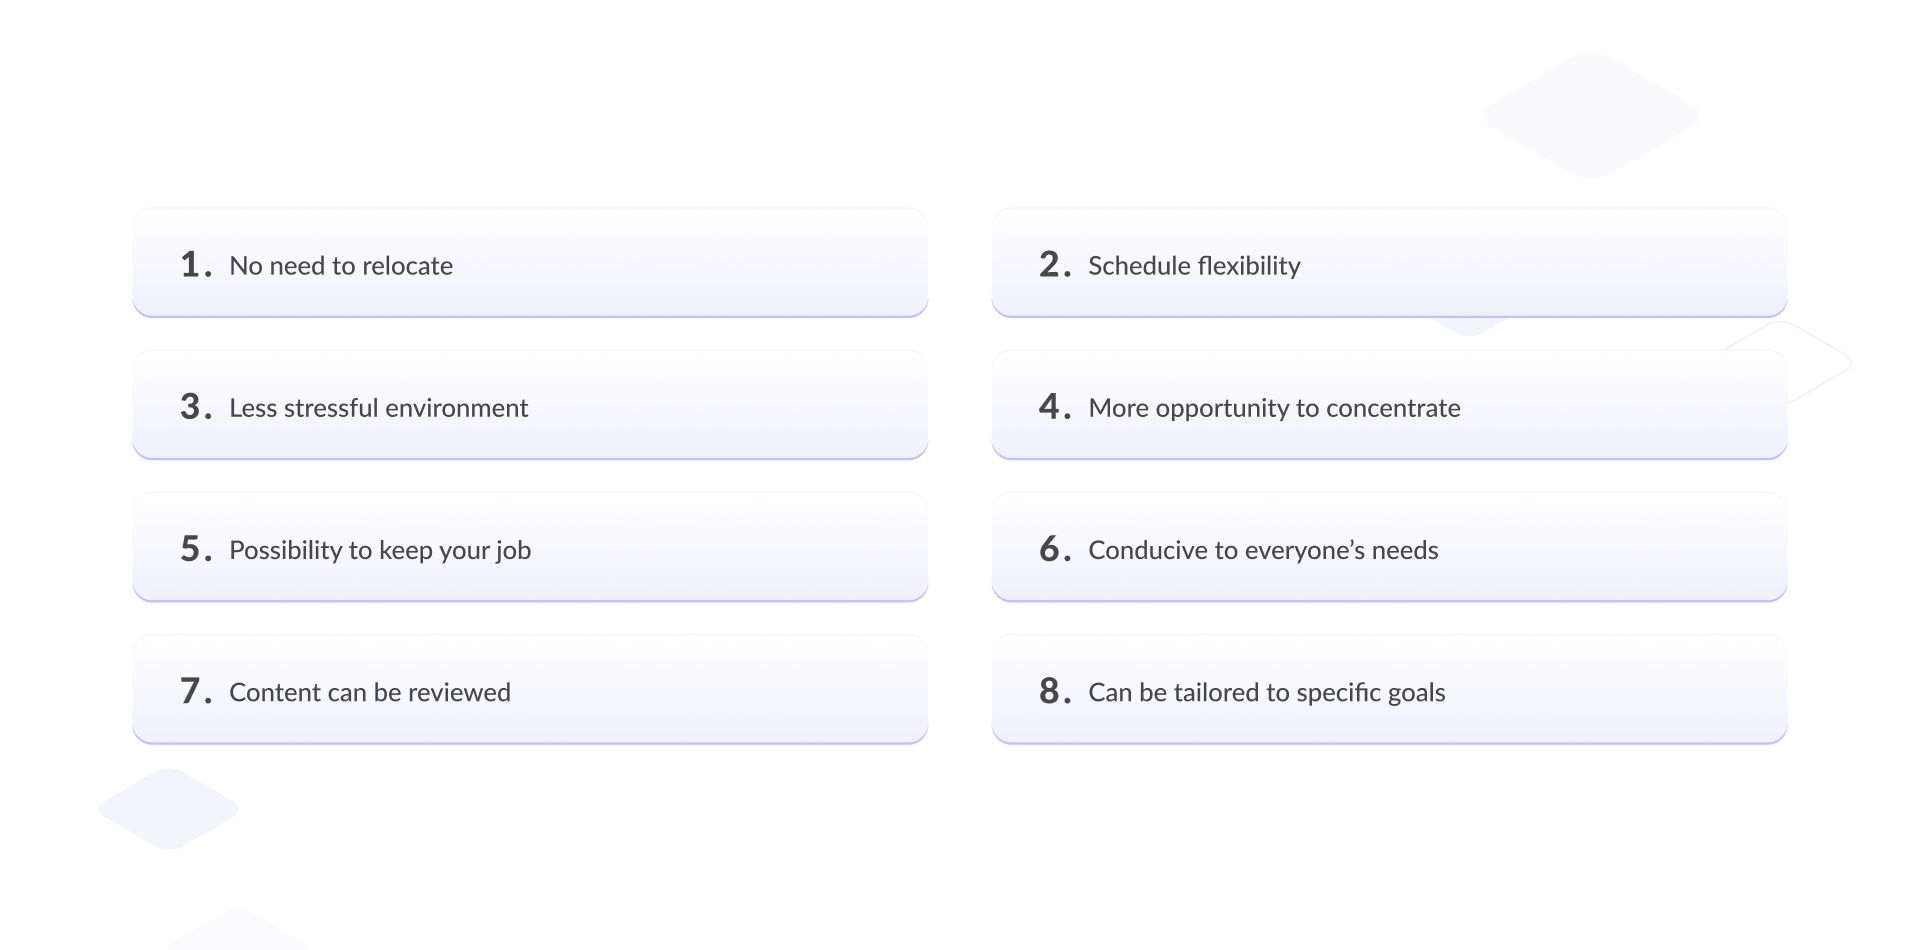 1. No need to relocate
2. Schedule flexibility
3. Less stressful environment
4. More opportunity to concentrate
5. Possibility to keep your job
6. Conducive to everyone’s needs
7. Content can be reviewed
8. Can be tailored to specific goals